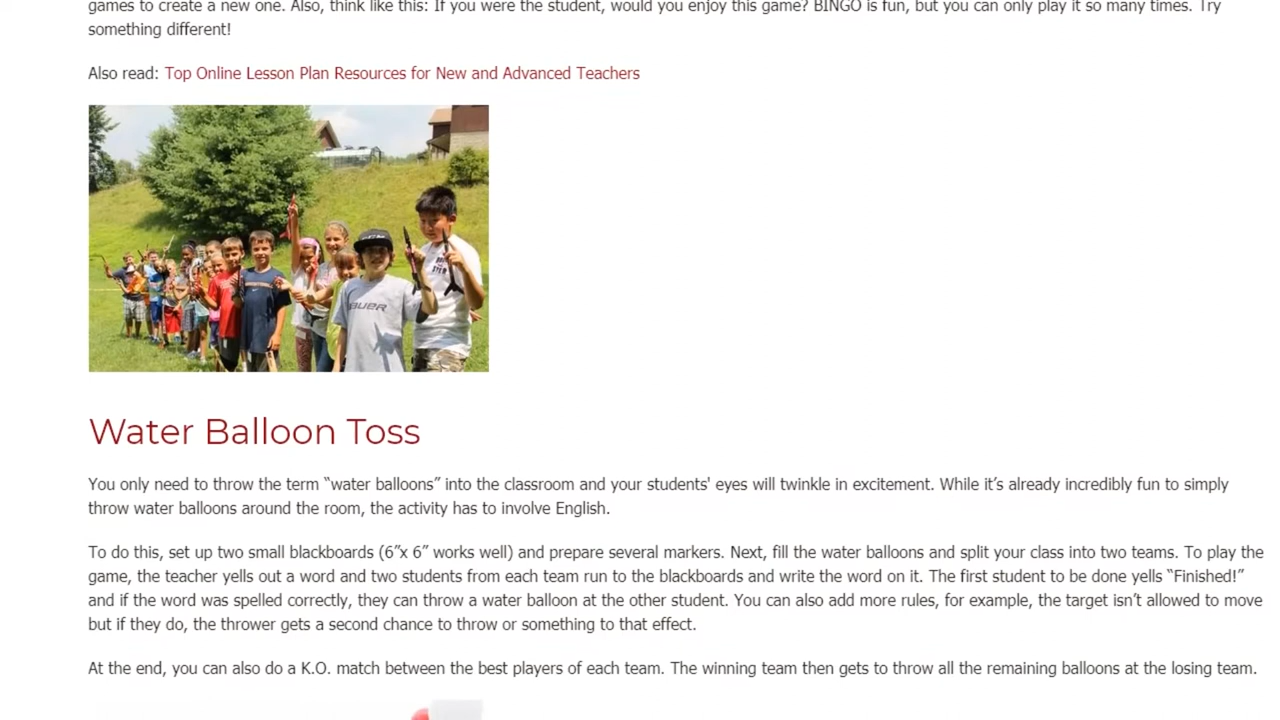 games to create a new one. Also, think like this: If you were the student, would you enjoy this game? BINGO is fun, but you can only play it so many times. Try
something different!
Also read: Top Online Lesson Plan Resources for New and Advanced Teachers
BAUER
Water Balloon Toss
You only need to throw the term “water balloons” into the classroom and your students' eyes will twinkle in excitement. While it’s already incredibly fun to simply
throw water balloons around the room, the activity has to involve English.
To do this, set up two small blackboards (6”x 6” works well) and prepare several markers. Next, fill the water balloons and split your class into two teams. To play the
game, the teacher yells out a word and two students from each team run to the blackboards and write the word on it. The first student to be done yells “Finished!”
and if the word was spelled correctly, they can throw a water balloon at the other student. You can also add more rules, for example, the target isn’t allowed to move
but if they do, the thrower gets a second chance to throw or something to that effect.
At the end, you can also do a K.O. match between the best players of each team. The winning team then gets to throw all the remaining balloons at the losing team.